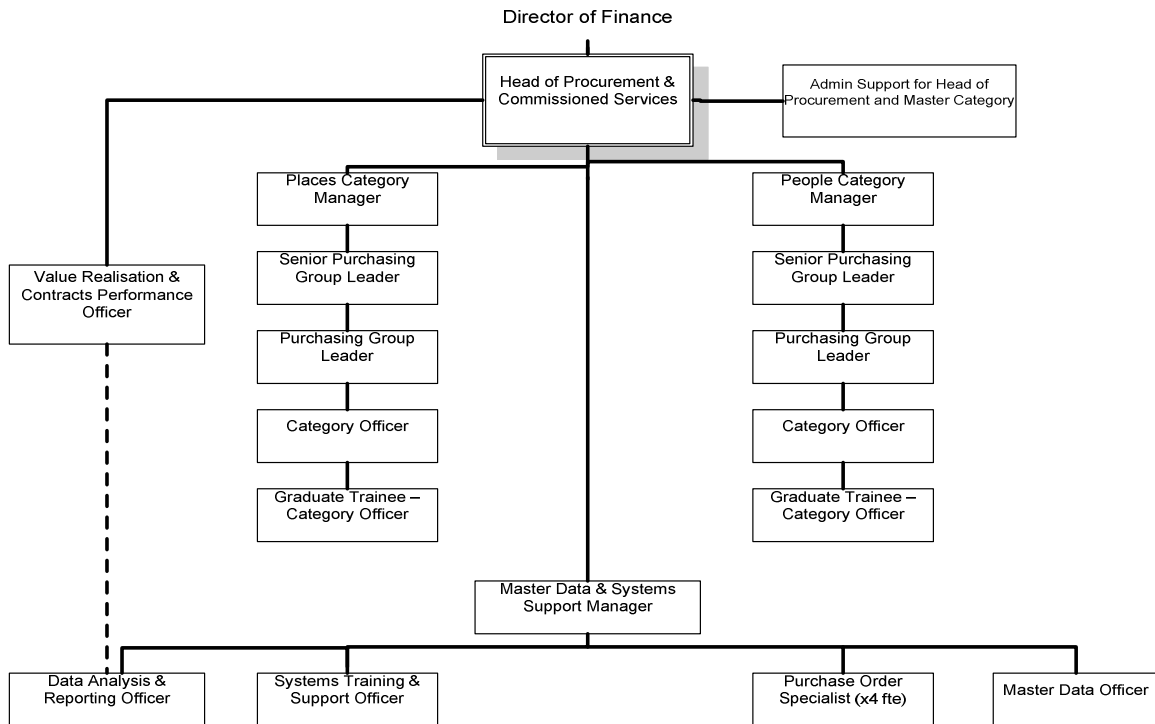 Director of Finance
Head of Procurement &
Commissioned Services
Admin Support for Head of
Procurement and Master Category
Places Category
Manager
People Category
Manager
Value Realisation &
Contracts Performance
Officer
Senior Purchasing
Group Leader
Senior Purchasing
Group Leader
Purchasing Group
Leader
Purchasing Group
Leader
Category Officer
Category Officer
Graduate Trainee –
Category Officer
Graduate Trainee –
Category Officer
Master Data & Systems
Support Manager
Data Analysis &
Reporting Officer
Systems Training &
Support Officer
Purchase Order
Specialist (x4 fte)
Master Data Officer